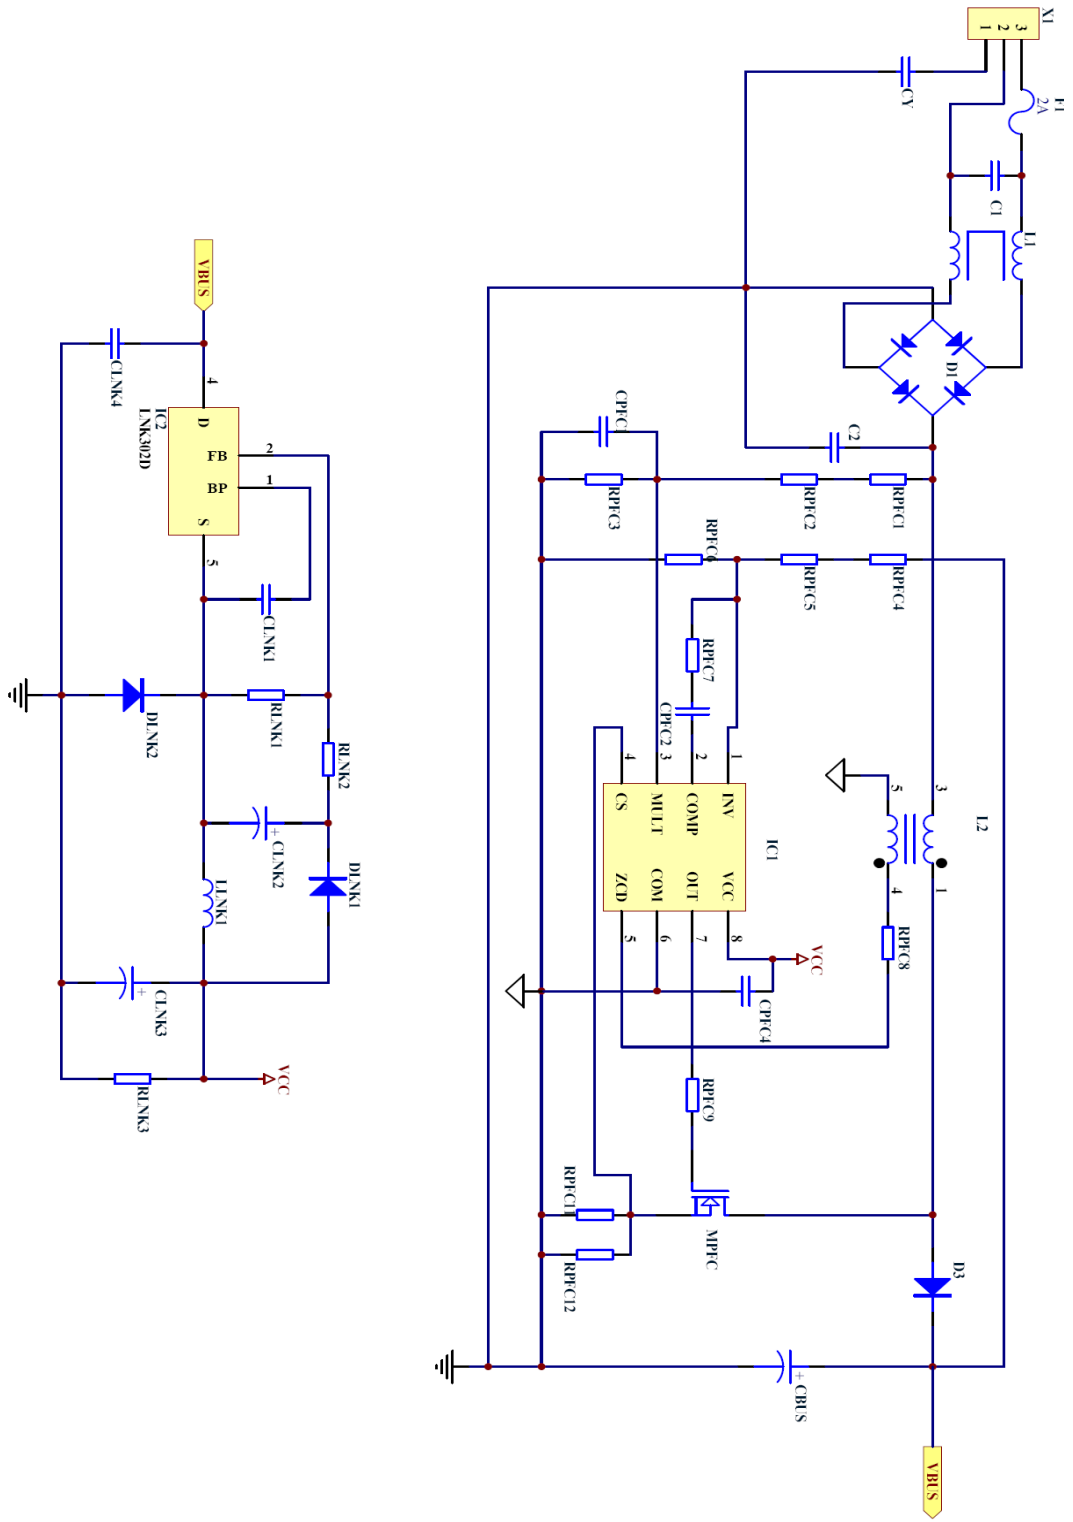 X1
1
2
3
F1
2A
CY
C1
L1
D1
C2
CPFC1
RPFC3
RPFC2
RPFC1
RPFC6
RPFC5
RPFC4
RPFC7
CPFC2
4
3
2
1
CS
MULT
COMP
INV
IC1
ZCD
COM
OUT
VCC
5
6
7
8
VCC
CPFC4
5
3
L2
4
1
RPFC8
RPFC9
RPFC11
RPFC12
MPFC
D3
+
CBUS
VBUS
VBUS
CLNK4
4
IC2
LNK302D
D
FB
2
BP
1
S
5
CLNK1
DLNK2
RLNK1
RLNK2
+
CLNK2
DLNK1
LLNK1
+
CLNK3
RLNK3
VCC